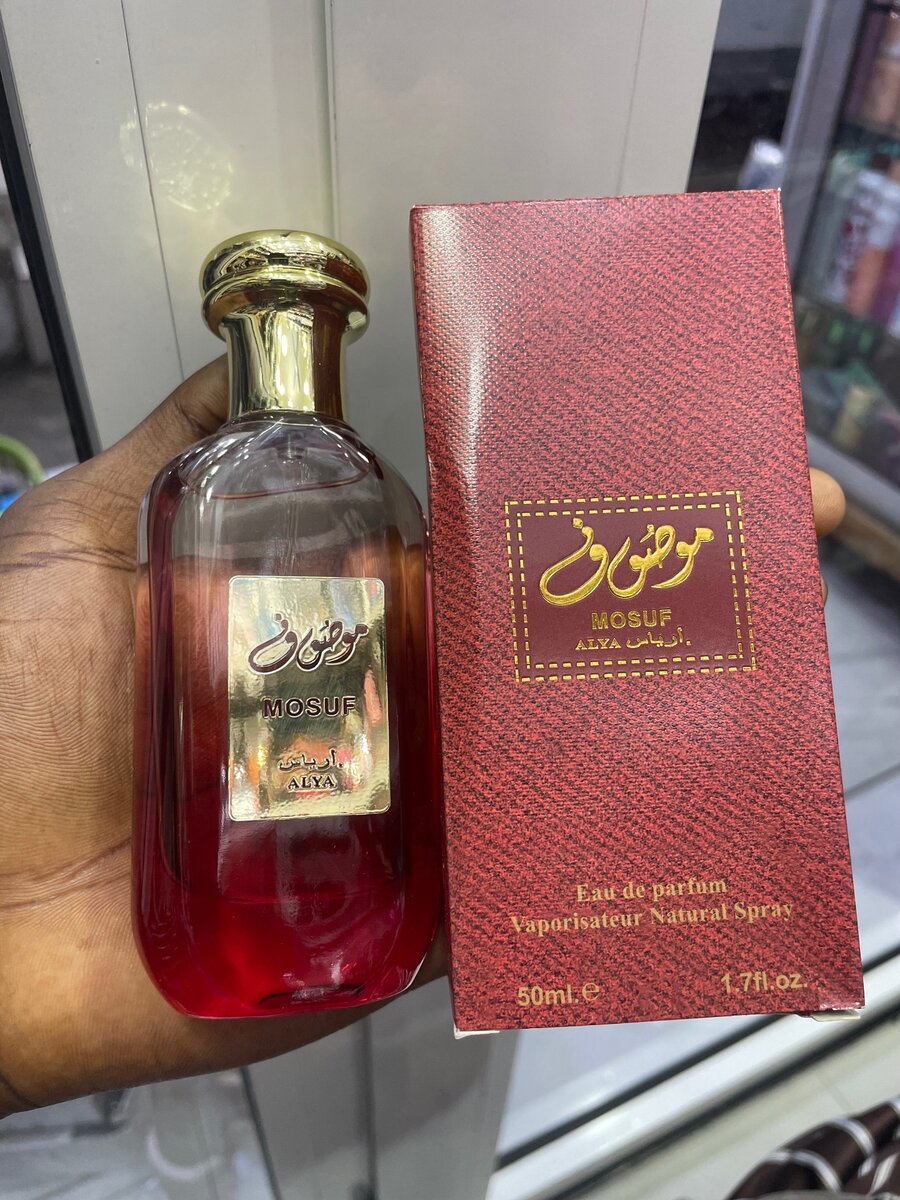 موصوف
MOSUF
أرياس.
ALYA
موصوف
MOSUF
ALYA أرياس.
Eau de parfum
Vaporisateur Natural Spray
50ml.e 1.7fl.oz.